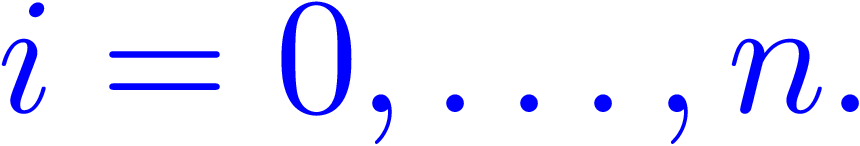 i = 0, . . . , n.